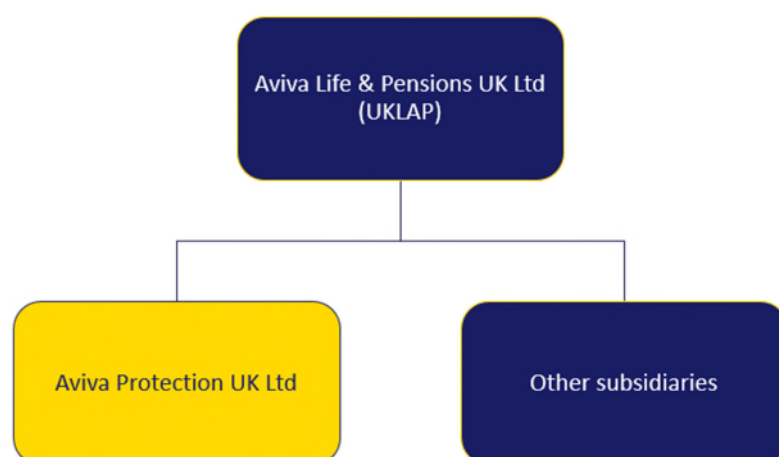 Aviva Life & Pensions UK Ltd
(UKLAP)
Aviva Protection UK Ltd
Other subsidiaries